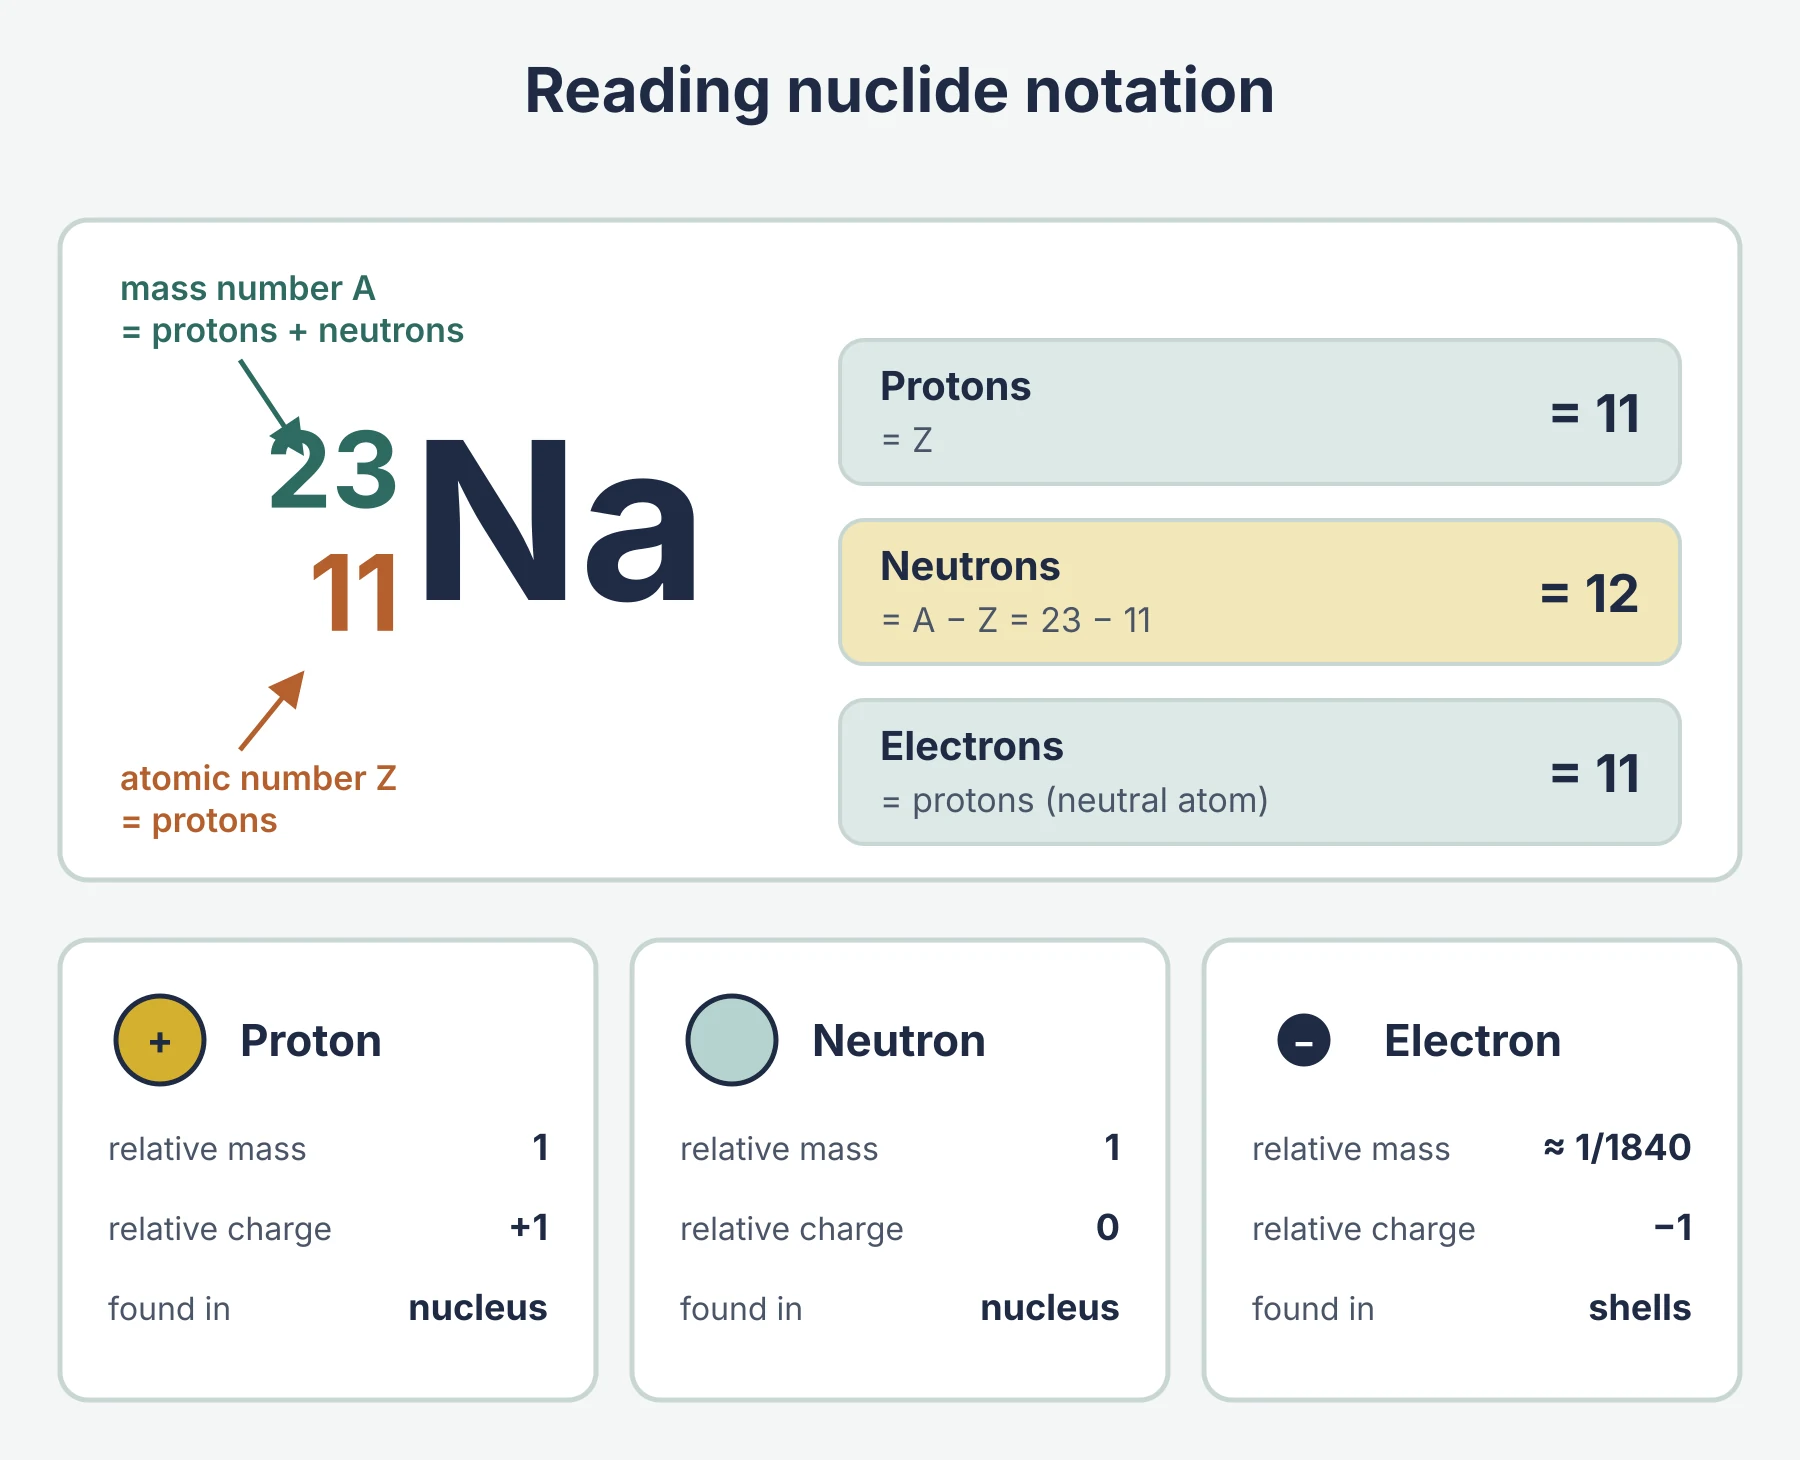 Reading nuclide notation
mass number A
= protons + neutrons
23
11
Na
atomic number Z
= protons
Protons
= Z
= 11
Neutrons
= A − Z = 23 − 11
= 12
Electrons
= protons (neutral atom)
= 11
+
Proton
relative mass 1
relative charge +1
found in nucleus
Neutron
relative mass 1
relative charge 0
found in nucleus
−
Electron
relative mass ≈ 1/1840
relative charge −1
found in shells